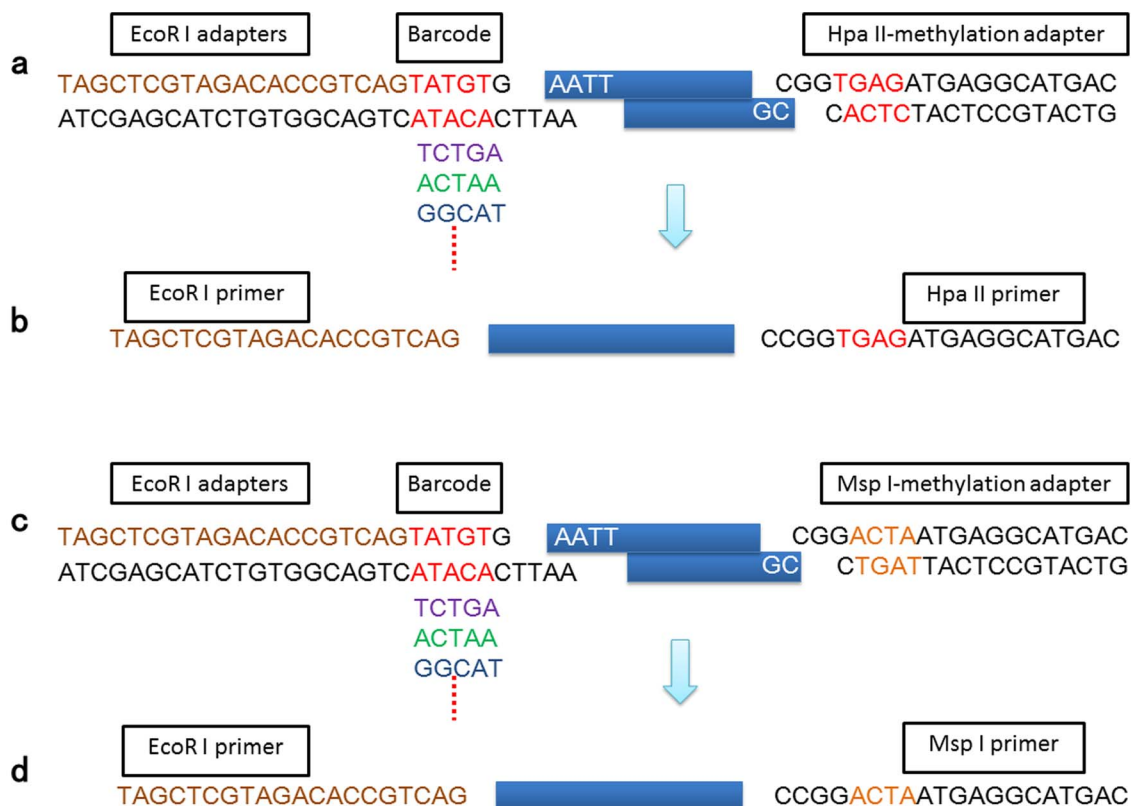 EcoR I adapters Barcode Hpa II-methylation adapter
a
TAGCTCGTAGACACCGTCAGTATGTG AATT CGGTGAGATGAGGCATGAC
ATCGAGCATCTGTGGCAGTCATACACTTAA GC CACTCTACTCCGTACTG
TCTGA
ACTAA
GGCAT
EcoR I primer Hpa II primer
b
TAGCTCGTAGACACCGTCAG CCGGTGAGATGAGGCATGAC
EcoR I adapters Barcode Msp I-methylation adapter
c
TAGCTCGTAGACACCGTCAGTATGTG AATT CGGACTAATGAGGCATGAC
ATCGAGCATCTGTGGCAGTCATACACTTAA GC CTGATTACTCCGTACTG
TCTGA
ACTAA
GGCAT
EcoR I primer Msp I primer
d
TAGCTCGTAGACACCGTCAG CCGGACTAATGAGGCATGAC